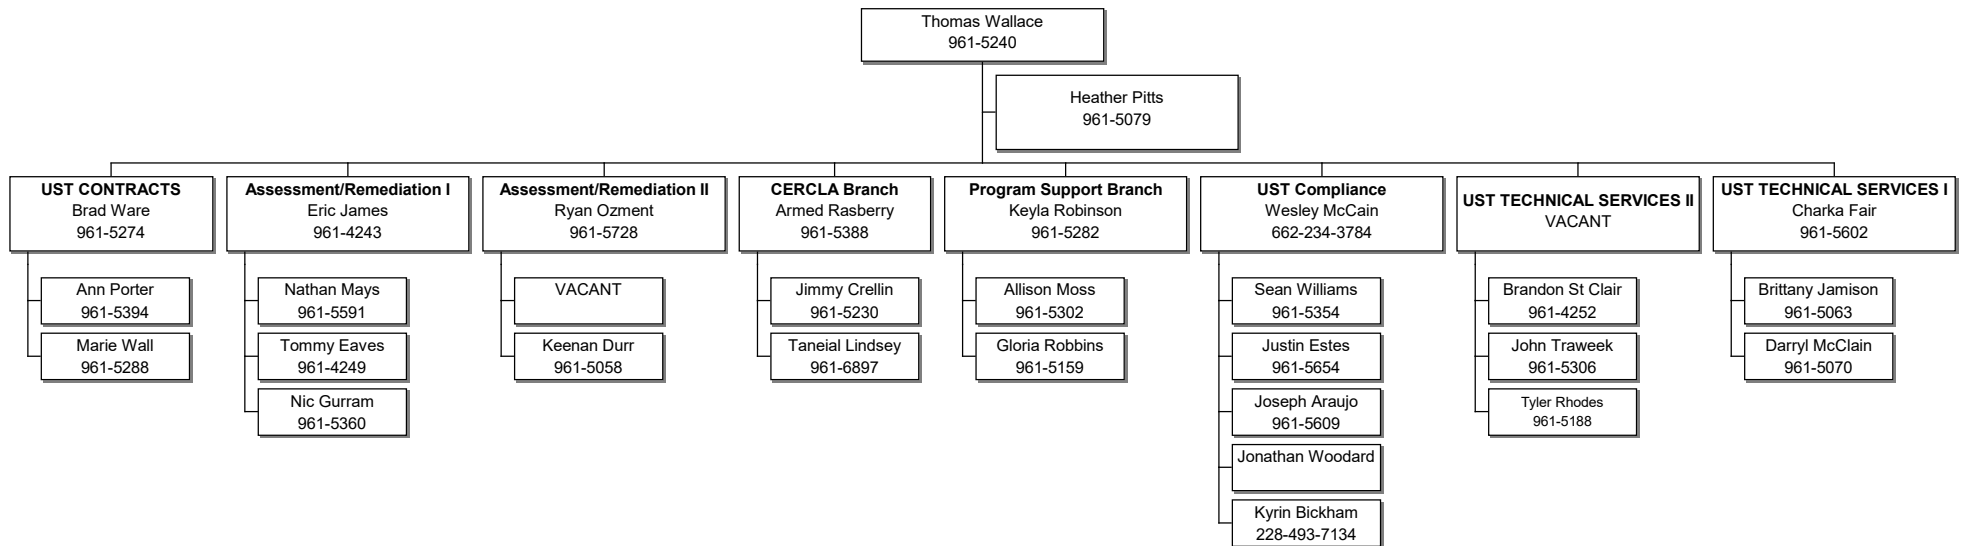 Thomas Wallace
961-5240
Heather Pitts
961-5079
UST CONTRACTS
Brad Ware
961-5274
Ann Porter
961-5394
Marie Wall
961-5288
Assessment/Remediation I
Eric James
961-4243
Nathan Mays
961-5591
Tommy Eaves
961-4249
Nic Gurram
961-5360
Assessment/Remediation II
Ryan Ozment
961-5728
VACANT
Keenan Durr
961-5058
CERCLA Branch
Armed Rasberry
961-5388
Jimmy Crellin
961-5230
Taneial Lindsey
961-6897
Program Support Branch
Keyla Robinson
961-5282
Allison Moss
961-5302
Gloria Robbins
961-5159
UST Compliance
Wesley McCain
662-234-3784
Sean Williams
961-5354
Justin Estes
961-5654
Joseph Araujo
961-5609
Jonathan Woodard
Kyrin Bickham
228-493-7134
UST TECHNICAL SERVICES II
VACANT
Brandon St Clair
961-4252
John Traweek
961-5306
Tyler Rhodes
961-5188
UST TECHNICAL SERVICES I
Charka Fair
961-5602
Brittany Jamison
961-5063
Darryl McClain
961-5070